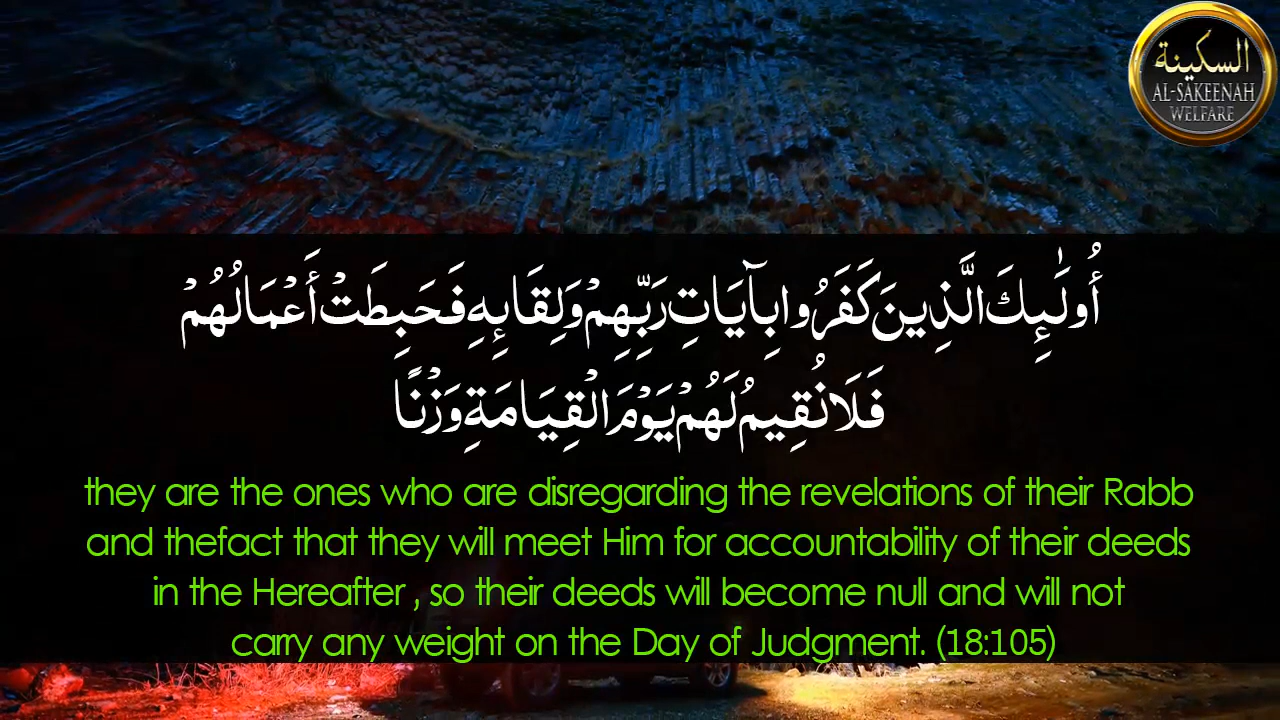 السكينة
AL-SAKEENAH
WELFARE
أُولَٰئِكَ الَّذِينَ كَفَرُوا بِآيَاتِ رَبِّهِمْ وَلِقَائِهِ فَحَبِطَتْ أَعْمَالُهُمْ
فَلَا نُقِيمُ لَهُمْ يَوْمَ الْقِيَامَةِ وَزْنًا
they are the ones who are disregarding the revelations of their Rabb
and thefact that they will meet Him for accountability of their deeds
in the Hereafter , so their deeds will become null and will not
carry any weight on the Day of Judgment. (18:105)